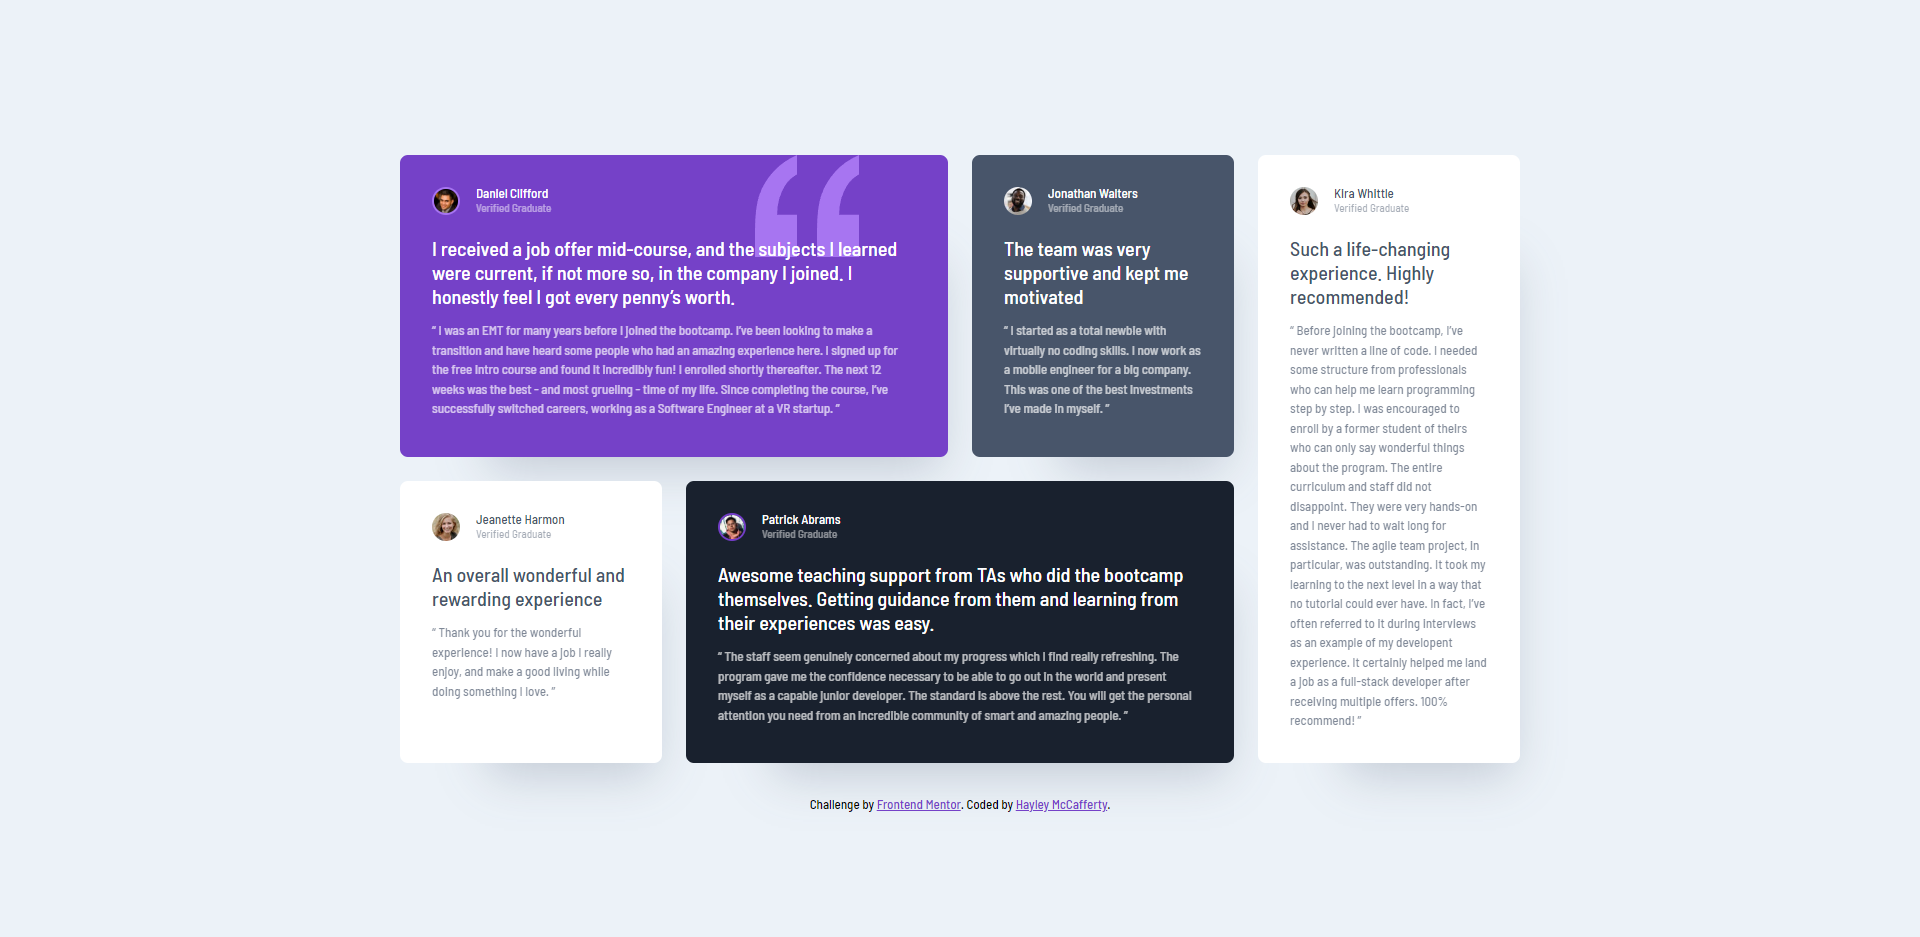 Daniel Clifford
Verified Graduate
I received a job offer mid-course, and the subjects I learned
were current, if not more so, in the company I joined. I
honestly feel I got every penny’s worth.
“ I was an EMT for many years before I joined the bootcamp. I’ve been looking to make a
transition and have heard some people who had an amazing experience here. I signed up for
the free intro course and found it incredibly fun! I enrolled shortly thereafter. The next 12
weeks was the best - and most grueling - time of my life. Since completing the course, I’ve
successfully switched careers, working as a Software Engineer at a VR startup. ”
Jonathan Walters
Verified Graduate
The team was very
supportive and kept me
motivated
“ I started as a total newbie with
virtually no coding skills. I now work as
a mobile engineer for a big company.
This was one of the best investments
I’ve made in myself. ”
Kira Whittle
Verified Graduate
Such a life-changing
experience. Highly
recommended!
“ Before joining the bootcamp, I’ve
never written a line of code. I needed
some structure from professionals
who can help me learn programming
step by step. I was encouraged to
enroll by a former student of theirs
who can only say wonderful things
about the program. The entire
curriculum and staff did not
disappoint. They were very hands-on
and I never had to wait long for
assistance. The agile team project, in
particular, was outstanding. It took my
learning to the next level in a way that
no tutorial could ever have. In fact, I’ve
often referred to it during interviews
as an example of my developent
experience. It certainly helped me land
a job as a full-stack developer after
receiving multiple offers. 100%
recommend! ”
Jeanette Harmon
Verified Graduate
An overall wonderful and
rewarding experience
“ Thank you for the wonderful
experience! I now have a job I really
enjoy, and make a good living while
doing something I love. ”
Patrick Abrams
Verified Graduate
Awesome teaching support from TAs who did the bootcamp
themselves. Getting guidance from them and learning from
their experiences was easy.
“ The staff seem genuinely concerned about my progress which I find really refreshing. The
program gave me the confidence necessary to be able to go out in the world and present
myself as a capable junior developer. The standard is above the rest. You will get the personal
attention you need from an incredible community of smart and amazing people. ”
Challenge by Frontend Mentor. Coded by Hayley McCafferty.